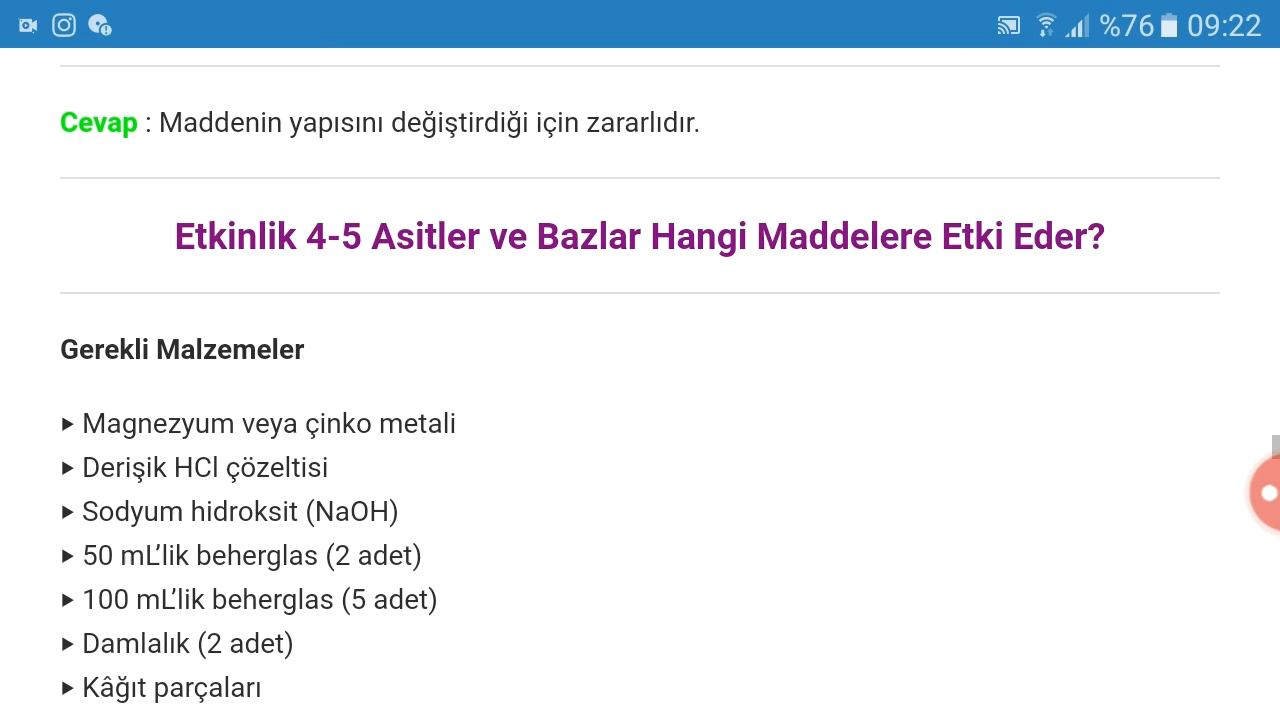 %76 09:22
Cevap : Maddenin yapısını değiştirdiği için zararlıdır.
Etkinlik 4-5 Asitler ve Bazlar Hangi Maddelere Etki Eder?
Gerekli Malzemeler
▸ Magnezyum veya çinko metali
▸ Derişik HCl çözeltisi
▸ Sodyum hidroksit (NaOH)
▸ 50 mL’lik beherglas (2 adet)
▸ 100 mL’lik beherglas (5 adet)
▸ Damlalık (2 adet)
▸ Kâğıt parçaları